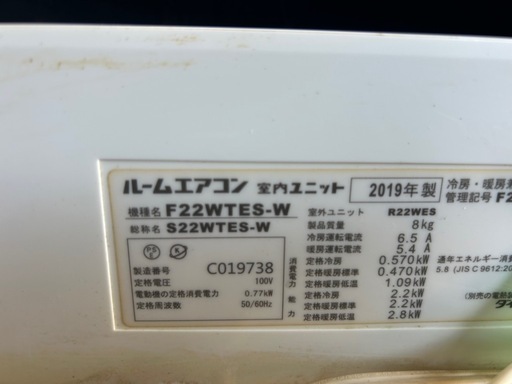 ルームエアコン 室内ユニット 2019年製 冷房・暖房
機種名 F22WTES-W 室外ユニット R22WES 管理記号 F2
総称名 S22WTES-W 製品質量 8kg
冷房運転電流 6.5 A
暖房運転電流 5.4 A
消費電力 定格冷房 0.570kW 通年エネルギー消費
製造番号 C019738 定格暖房標準 0.470kW 5.8 (JIS C 9612:20
定格電圧 100V 定格暖房低温 1.09kW
電動機の定格消費電力 0.77kW 能力 定格冷房 2.2kW
定格周波数 50/60Hz 定格暖房標準 2.2kW (別売の電熱
定格暖房低温 2.8kW ダイ